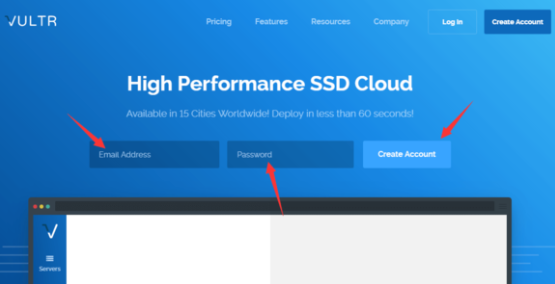 VULTR
Pricing Features Resources Company Log In Create Account
High Performance SSD Cloud
Available in 15 Cities Worldwide! Deploy in less than 60 seconds!
Email Address Password Create Account
Servers